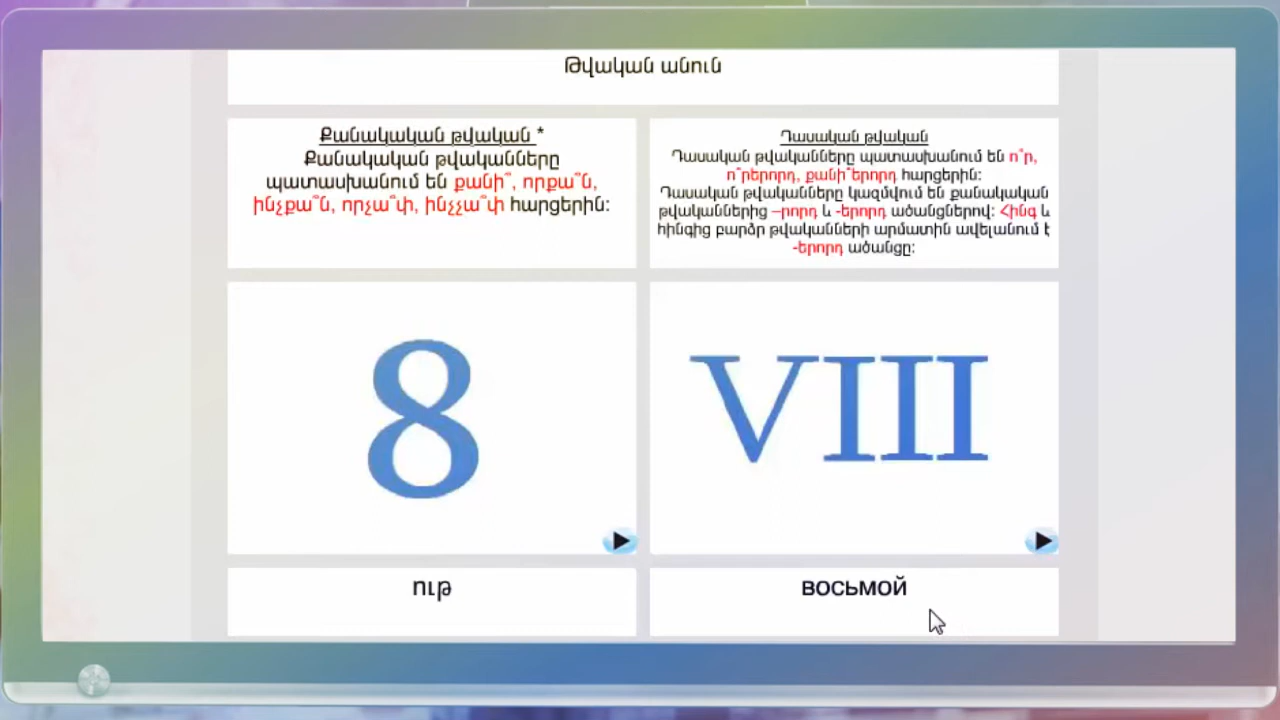 Թվական անուն
Քանակական թվական *
Քանակական թվականները
պատասխանում են քանի՞, որքա՞ն,
ինչքա՞ն, որչա՞փ, ինչչա՞փ հարցերին:
Դասական թվական
Դասական թվականները պատասխանում են ո՞ր,
ո՞րերորդ, քանի՞երորդ հարցերին:
Դասական թվականները կազմվում են քանակական
թվականներից –րորդ և -երորդ ածանցներով: Հինգ և
հինգից բարձր թվականների արմատին ավելանում է
-երորդ ածանցը:
8
VIII
ութ
восьмой